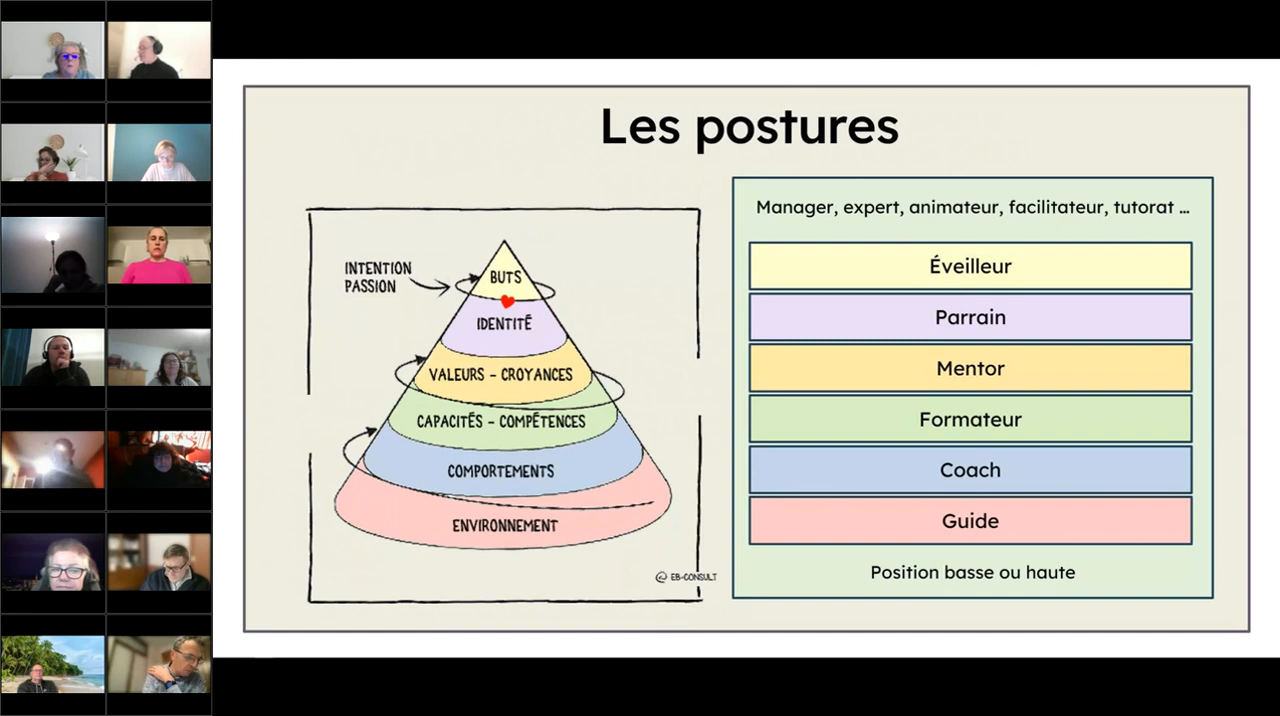 Les postures
INTENTION
PASSION
BUTS
IDENTITÉ
VALEURS - CROYANCES
CAPACITÉS - COMPÉTENCES
COMPORTEMENTS
ENVIRONNEMENT
@ EB-CONSULT
Manager, expert, animateur, facilitateur, tutorat ...
Éveilleur
Parrain
Mentor
Formateur
Coach
Guide
Position basse ou haute